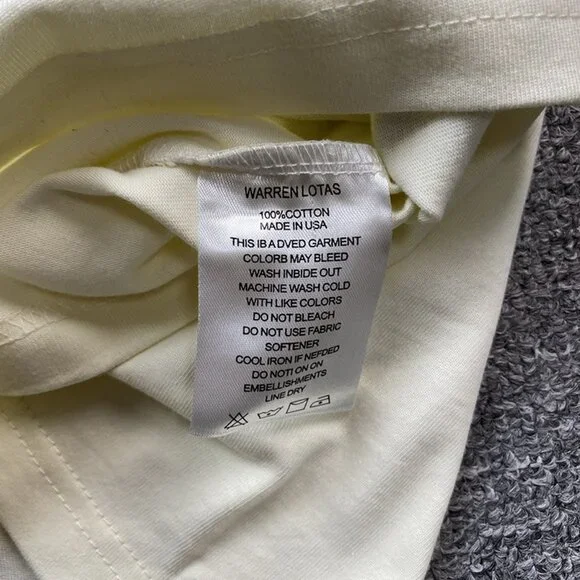 WARREN LOTAS
100%COTTON
MADE IN USA
THIS IBADVED GARMENT
COLORB MAY BLEED
WASH INBIDE OUT
MACHINE WASH COLD
WITH LIKE COLORS
DO NOT BLEACH
DO NOT USE FABRIC
SOFTENER
COOL IRON IF NEFDED
DO NOTI ON ON
EMBELLISHMENTS
LINE DRY